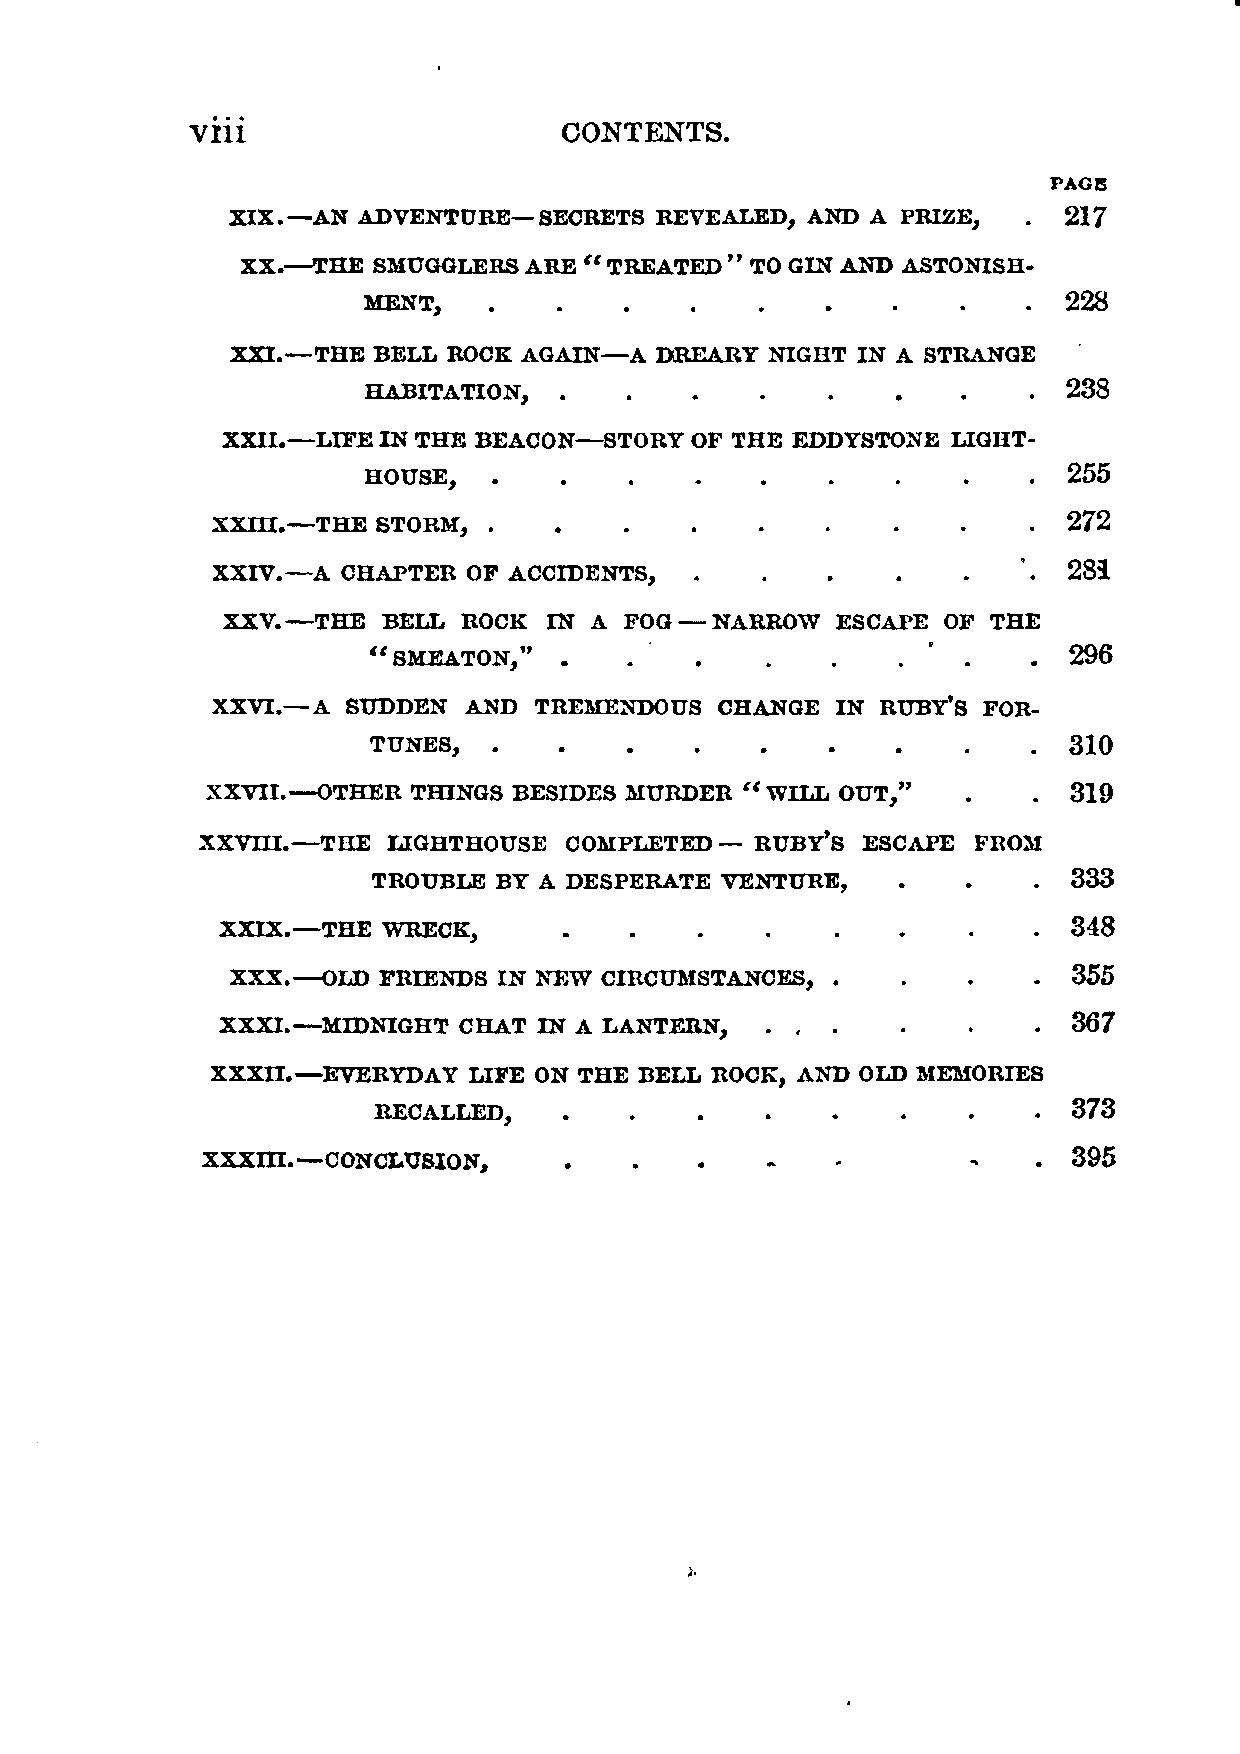 viii CONTENTS.
PAGE
XIX.—AN ADVENTURE—SECRETS REVEALED, AND A PRIZE, . 217
XX.—THE SMUGGLERS ARE “TREATED” TO GIN AND ASTONISH-
MENT, . . . . . . . . . 228
XXI.—THE BELL ROCK AGAIN—A DREARY NIGHT IN A STRANGE
HABITATION, . . . . . . . . 238
XXII.—LIFE IN THE BEACON—STORY OF THE EDDYSTONE LIGHT-
HOUSE, . . . . . . . . . 255
XXIII.—THE STORM, . . . . . . . . . 272
XXIV.—A CHAPTER OF ACCIDENTS, . . . . . . 281
XXV.—THE BELL ROCK IN A FOG—NARROW ESCAPE OF THE
“SMEATON,” . . . . . . . . 296
XXVI.—A SUDDEN AND TREMENDOUS CHANGE IN RUBY'S FOR-
TUNES, . . . . . . . . . 310
XXVII.—OTHER THINGS BESIDES MURDER “WILL OUT,” . . 319
XXVIII.—THE LIGHTHOUSE COMPLETED—RUBY'S ESCAPE FROM
TROUBLE BY A DESPERATE VENTURE, . . . 333
XXIX.—THE WRECK, . . . . . . . . 348
XXX.—OLD FRIENDS IN NEW CIRCUMSTANCES, . . . . 355
XXXI.—MIDNIGHT CHAT IN A LANTERN, . . . . . 367
XXXII.—EVERYDAY LIFE ON THE BELL ROCK, AND OLD MEMORIES
RECALLED, . . . . . . . . 373
XXXIII.—CONCLUSION, . . . . . . . 395